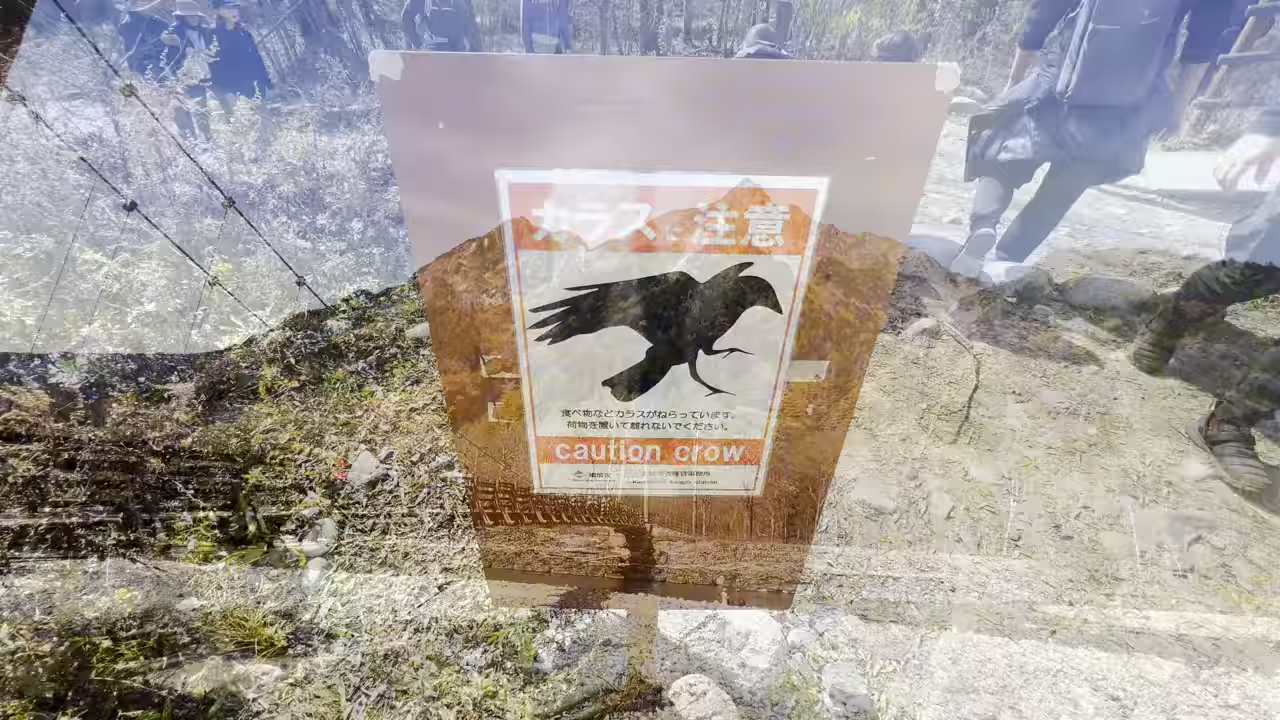 カラスに注意
食べ物などカラスがねらっています。
荷物を置いて離れないでください。
caution crow